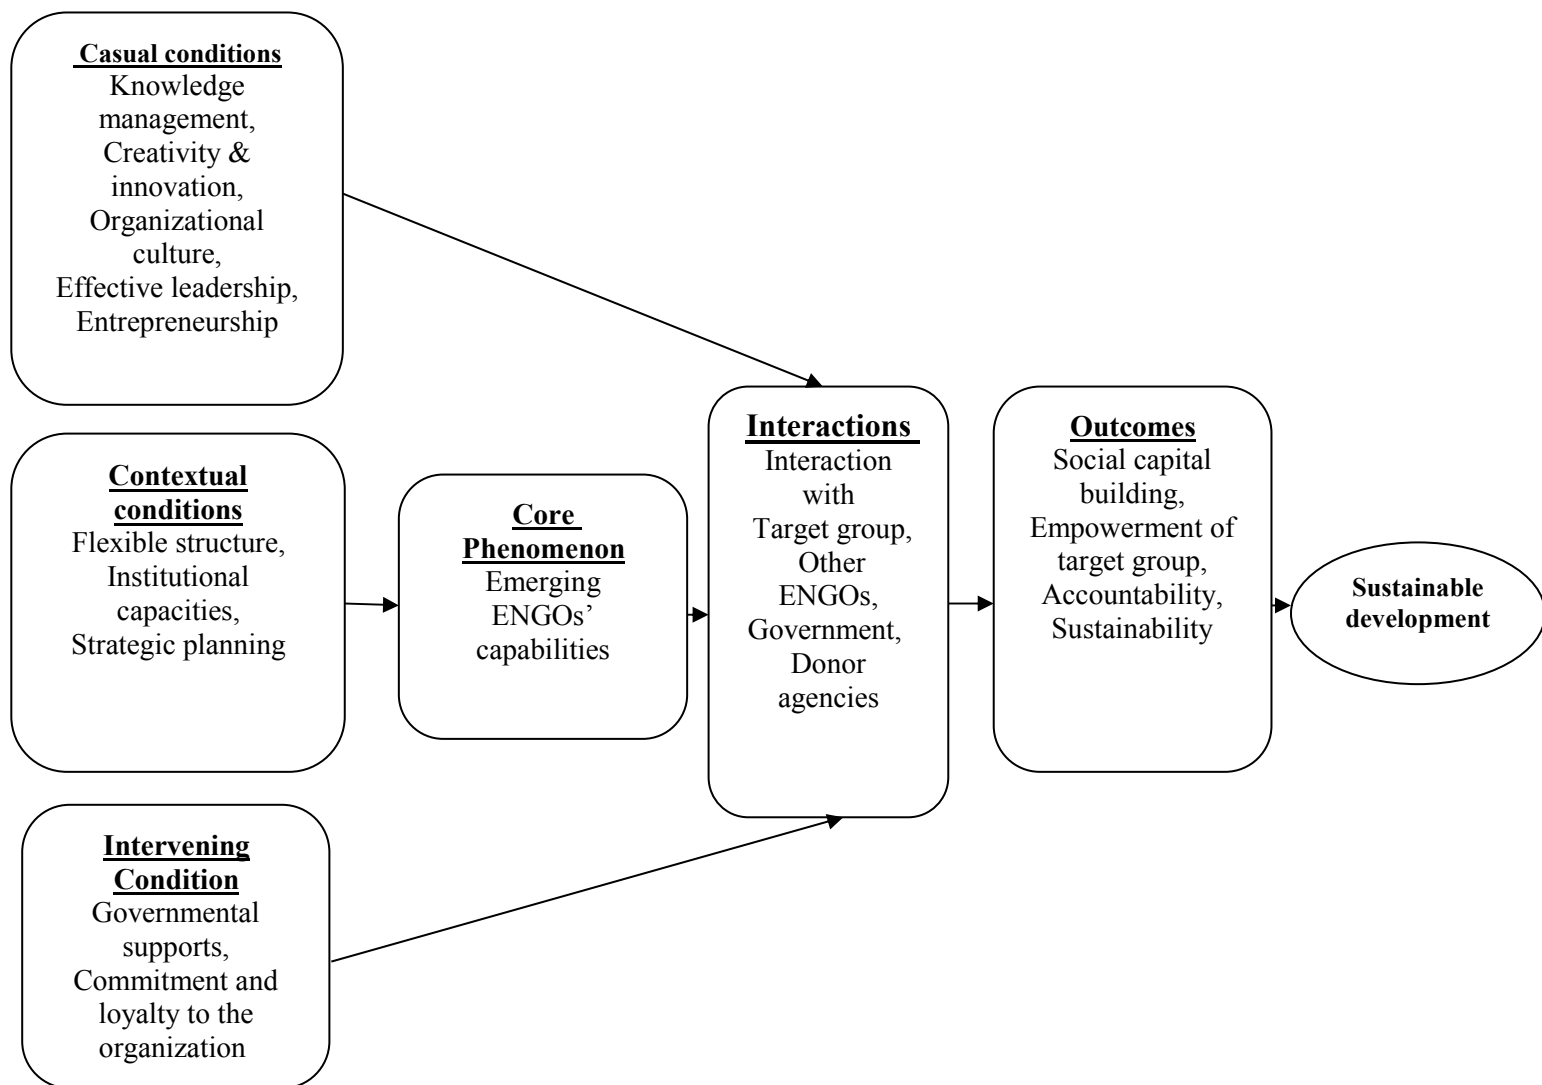 Casual conditions
Knowledge
management,
Creativity &
innovation,
Organizational
culture,
Effective leadership,
Entrepreneurship
Contextual
conditions
Flexible structure,
Institutional
capacities,
Strategic planning
Intervening
Condition
Governmental
supports,
Commitment and
loyalty to the
organization
Core
Phenomenon
Emerging
ENGOs’
capabilities
Interactions
Interaction
with
Target group,
Other
ENGOs,
Government,
Donor
agencies
Outcomes
Social capital
building,
Empowerment of
target group,
Accountability,
Sustainability
Sustainable
development